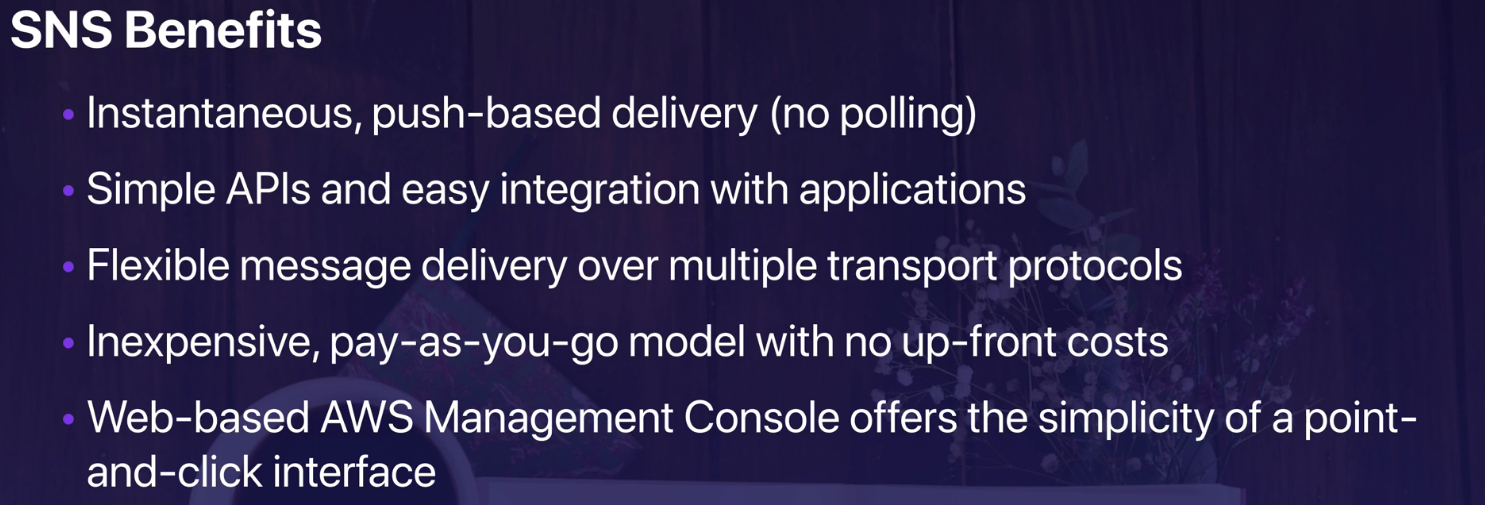 SNS Benefits
• Instantaneous, push-based delivery (no polling)
• Simple APIs and easy integration with applications
• Flexible message delivery over multiple transport protocols
• Inexpensive, pay-as-you-go model with no up-front costs
• Web-based AWS Management Console offers the simplicity of a point-
and-click interface